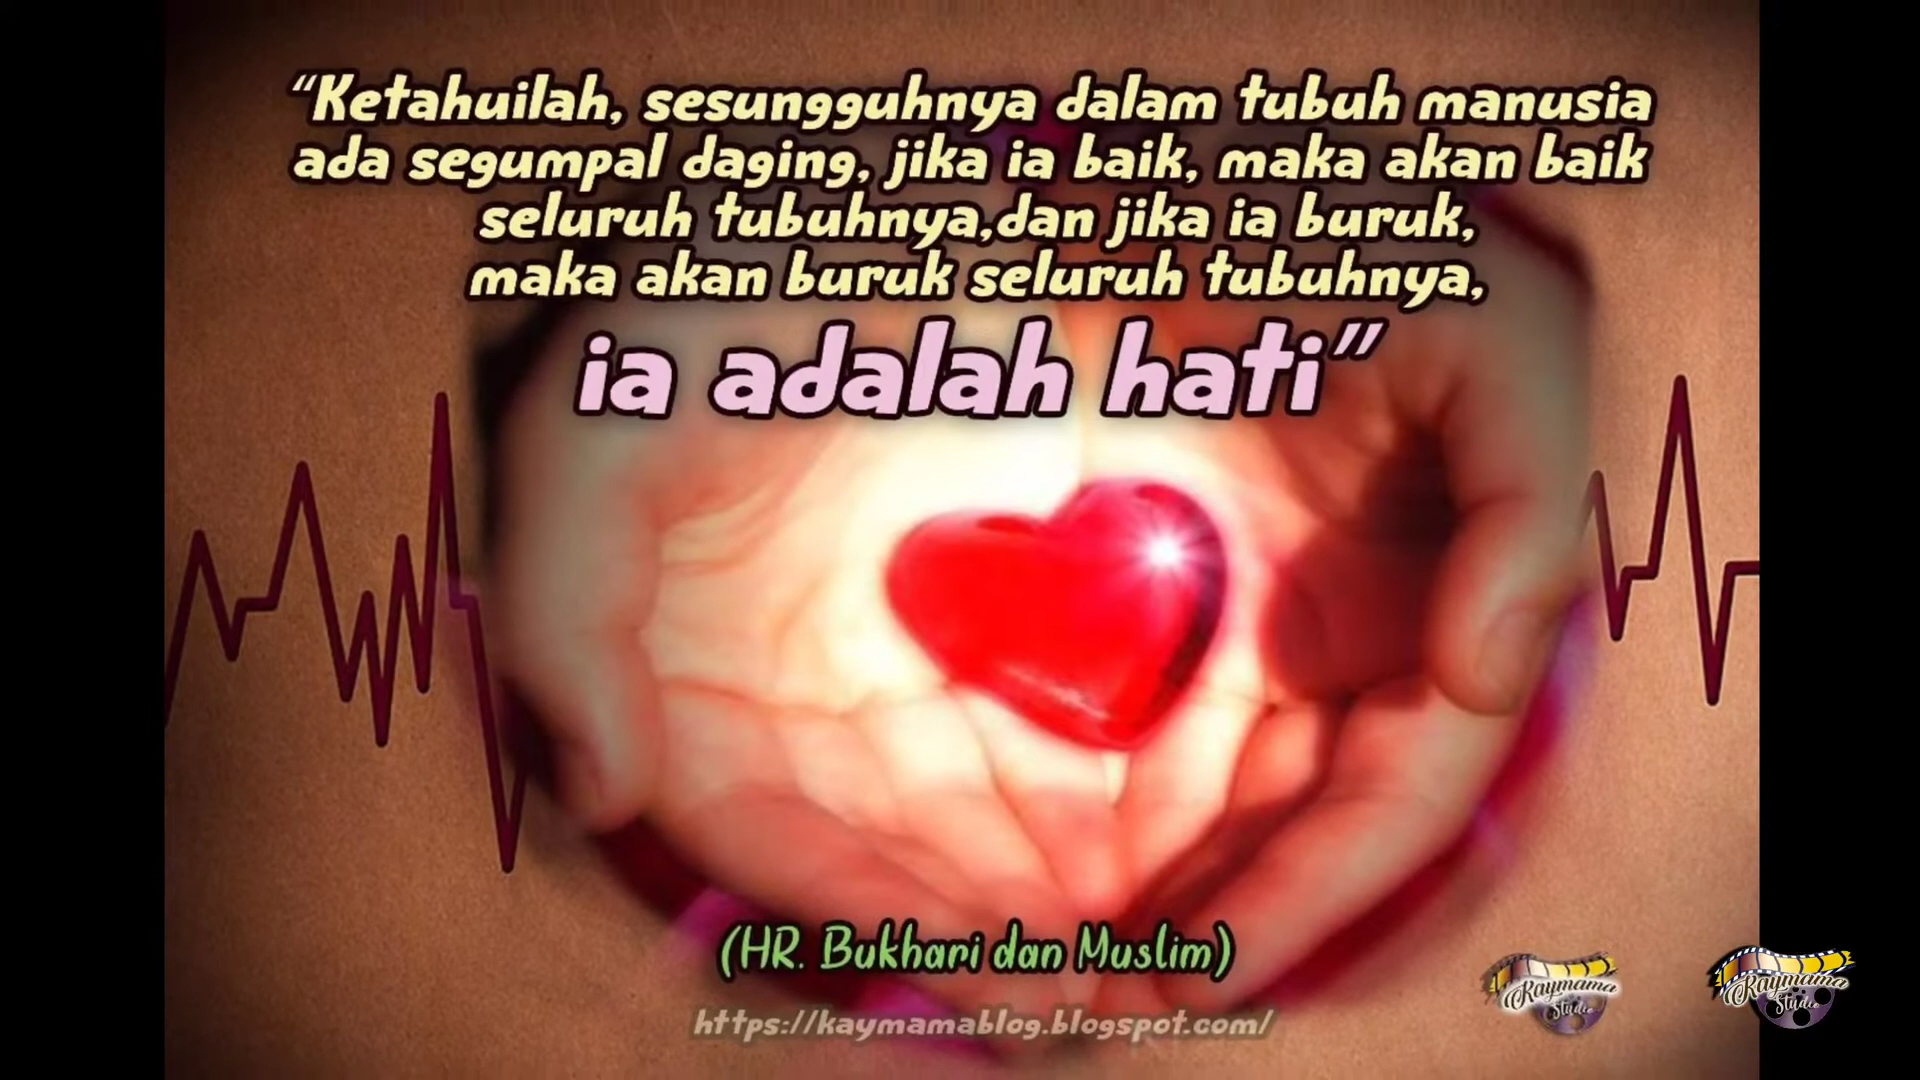 “Ketahuilah, sesungguhnya dalam tubuh manusia
ada segumpal daging, jika ia baik, maka akan baik
seluruh tubuhnya,dan jika ia buruk,
maka akan buruk seluruh tubuhnya,
ia adalah hati”
(HR. Bukhari dan Muslim)
https://kaymamablog.blogspot.com/
Kaymama
Studio
Kaymama
Studio